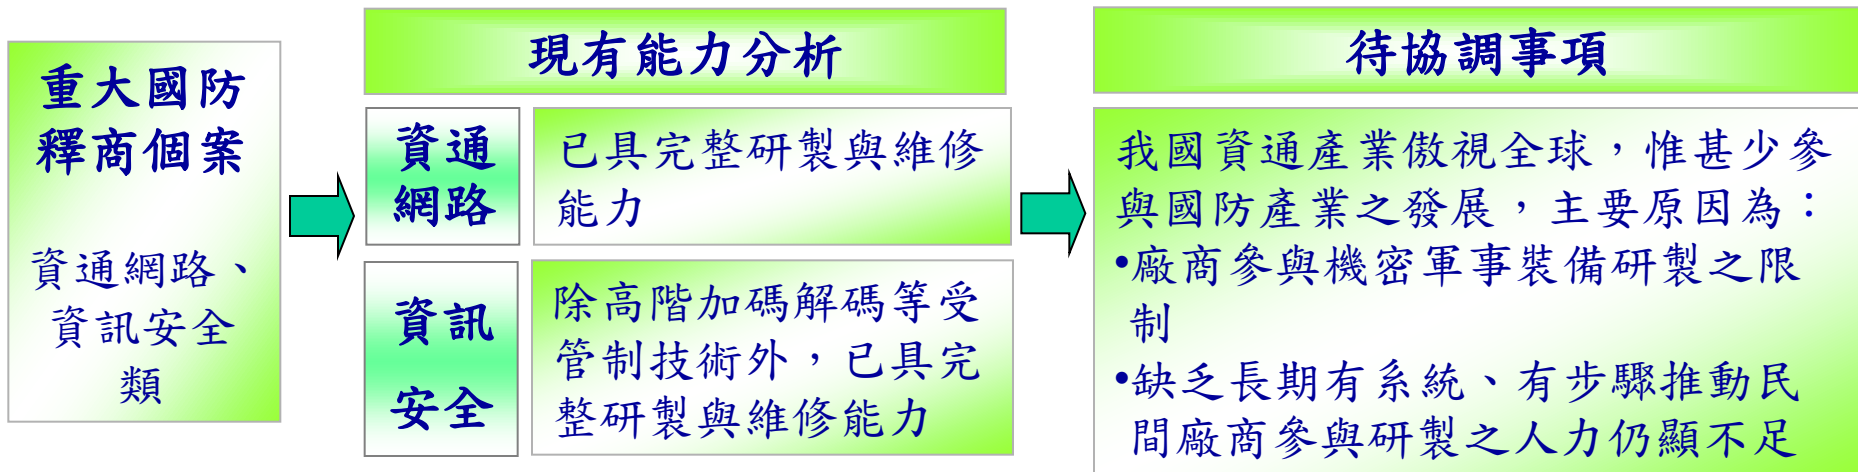 重大國防
釋商個案
資通網路、
資訊安全
類
現有能力分析
資通
網路
已具完整研製與維修
能力
資訊
安全
除高階加碼解碼等受
管制技術外，已具完
整研製與維修能力
待協調事項
我國資通產業傲視全球，惟甚少參
與國防產業之發展，主要原因為：
•廠商參與機密軍事裝備研製之限
制
•缺乏長期有系統、有步驟推動民
間廠商參與研製之人力仍顯不足